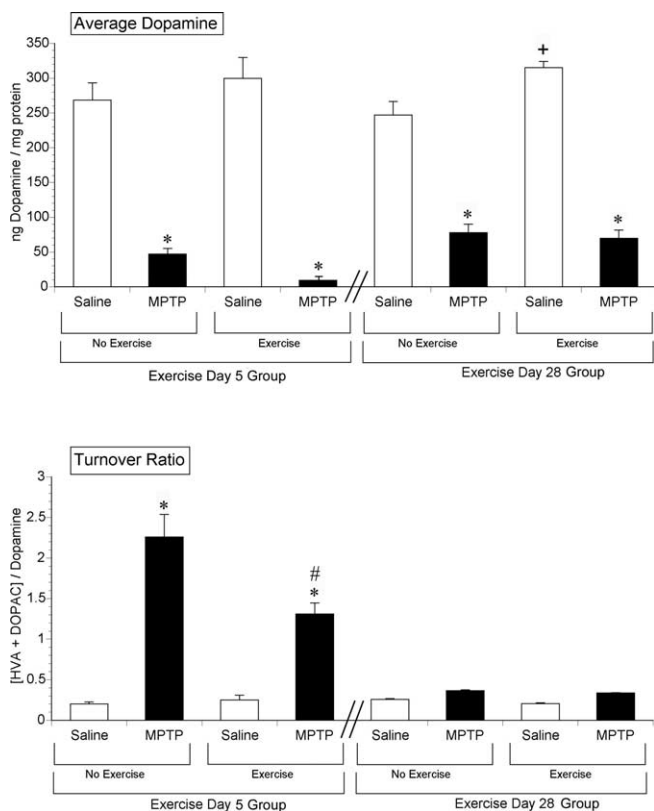 Average Dopamine
350
300
250
200
150
100
50
0
ng Dopamine / mg protein
*
*
*
+
*
Saline MPTP Saline MPTP Saline MPTP Saline MPTP
No Exercise Exercise No Exercise Exercise
Exercise Day 5 Group Exercise Day 28 Group
Turnover Ratio
3
2.5
2
1.5
1
0.5
0
[HVA + DOPAC] / Dopamine
*
#
*
Saline MPTP Saline MPTP Saline MPTP Saline MPTP
No Exercise Exercise No Exercise Exercise
Exercise Day 5 Group Exercise Day 28 Group